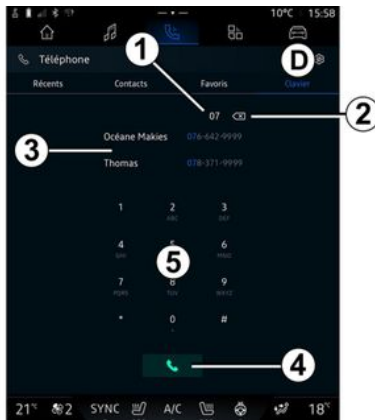 10°C 15:58
1
Téléphone
D
Récents Contacts Favoris Clavier
07
2
Océane Makies 076-642-9999
3
Thomas 078-371-9999
1 2 3
ABC DEF
4 5 6
GHI MNO
5
7 8 9
PQRS TUV WXYZ
* 0 #
+
4
21°C 2 SYNC A/C 18°C